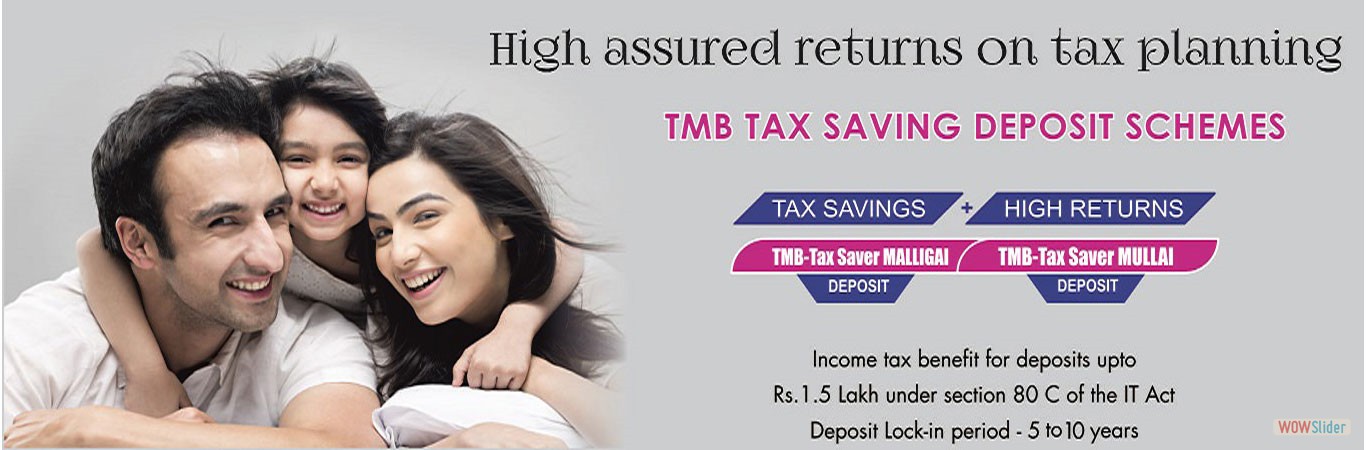 High assured returns on tax planning
TMB TAX SAVING DEPOSIT SCHEMES
TAX SAVINGS + HIGH RETURNS
TMB-Tax Saver MALLIGAI TMB-Tax Saver MULLAI
DEPOSIT DEPOSIT
Income tax benefit for deposits upto
Rs.1.5 Lakh under section 80 C of the IT Act
Deposit Lock-in period - 5 to 10 years
WOWSlider